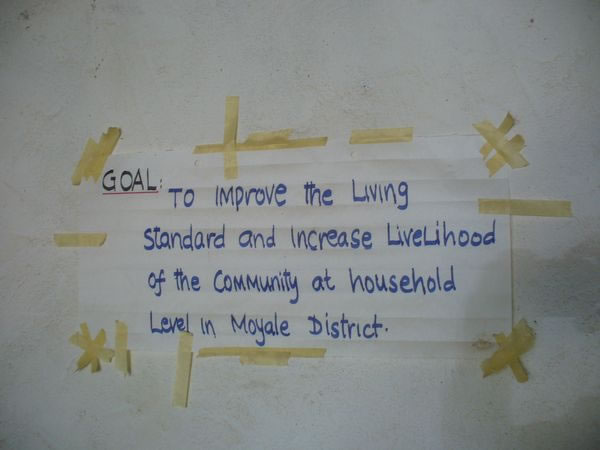 GOAL: To Improve the Living
Standard and Increase Livelihood
of the Community at household
Level in Moyale District.